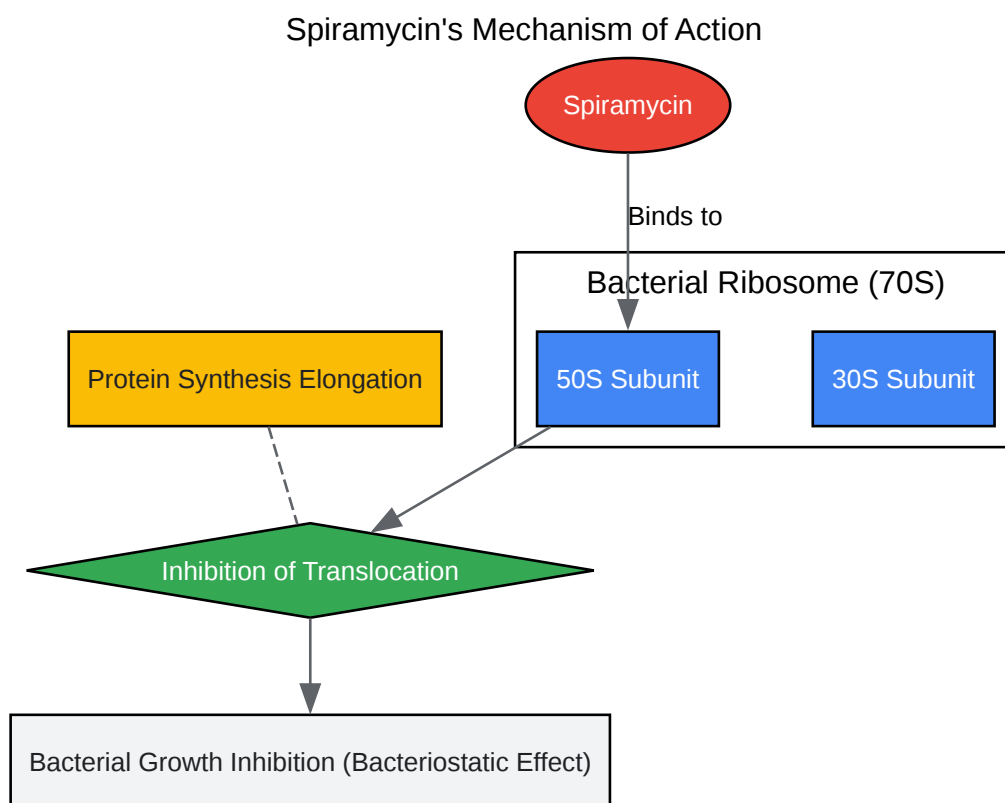 Spiramycin's Mechanism of Action
Spiramycin
Binds to
Bacterial Ribosome (70S)
Protein Synthesis Elongation
50S Subunit
30S Subunit
Inhibition of Translocation
Bacterial Growth Inhibition (Bacteriostatic Effect)